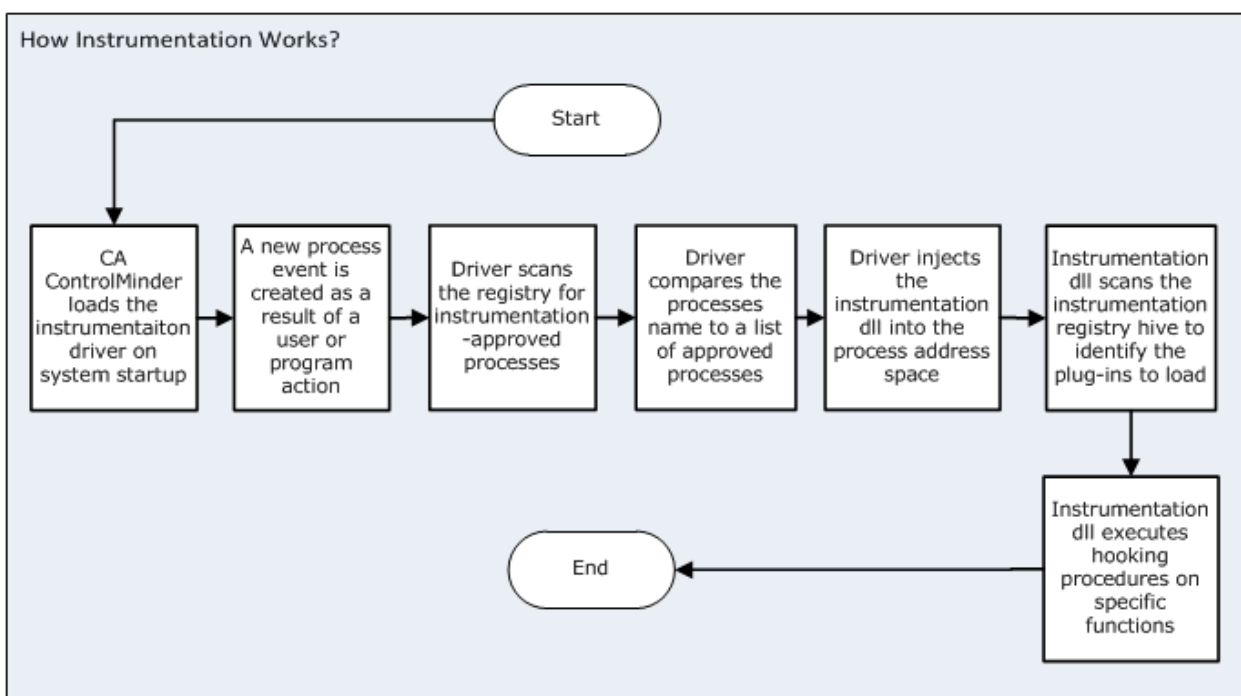 How Instrumentation Works?
Start
CA
ControlMinder
loads the
instrumentaiton
driver on
system startup
A new process
event is
created as a
result of a
user or
program
action
Driver scans
the registry for
instrumentation
-approved
processes
Driver
compares the
processes
name to a list
of approved
processes
Driver injects
the
instrumentation
dll into the
process address
space
Instrumentation
dll scans the
instrumentation
registry hive to
identify the
plug-ins to load
Instrumentation
dll executes
hooking
procedures on
specific
functions
End